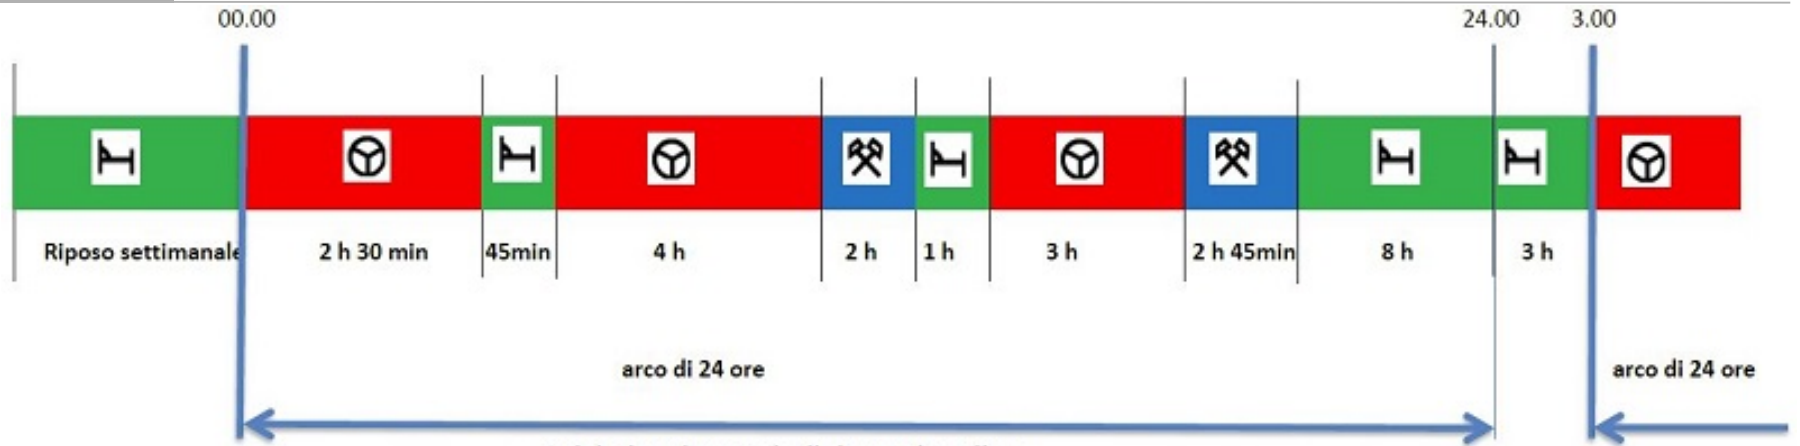 00.00 24.00 3.00
Riposo settimanale 2 h 30 min 45min 4 h 2 h 1 h 3 h 2 h 45min 8 h 3 h
arco di 24 ore arco di 24 ore